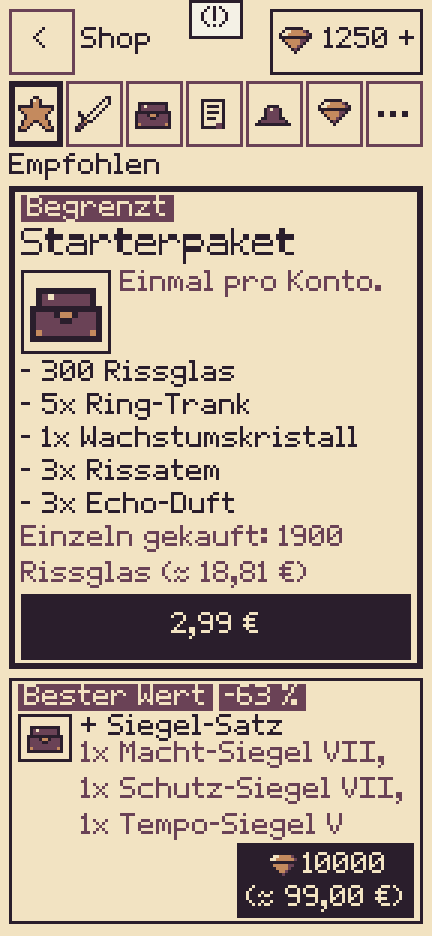 (!)
Shop
1250 +
Empfohlen
Begrenzt
Starterpaket
Einmal pro Konto.
- 300 Rissglas
- 5x Ring-Trank
- 1x Wachstumskristall
- 3x Rissatem
- 3x Echo-Duft
Einzeln gekauft: 1900
Rissglas (≈ 18,81 €)
2,99 €
Bester Wert -63 %
+ Siegel-Satz
1x Macht-Siegel VII,
1x Schutz-Siegel VII,
1x Tempo-Siegel V
10000
(≈ 99,00 €)